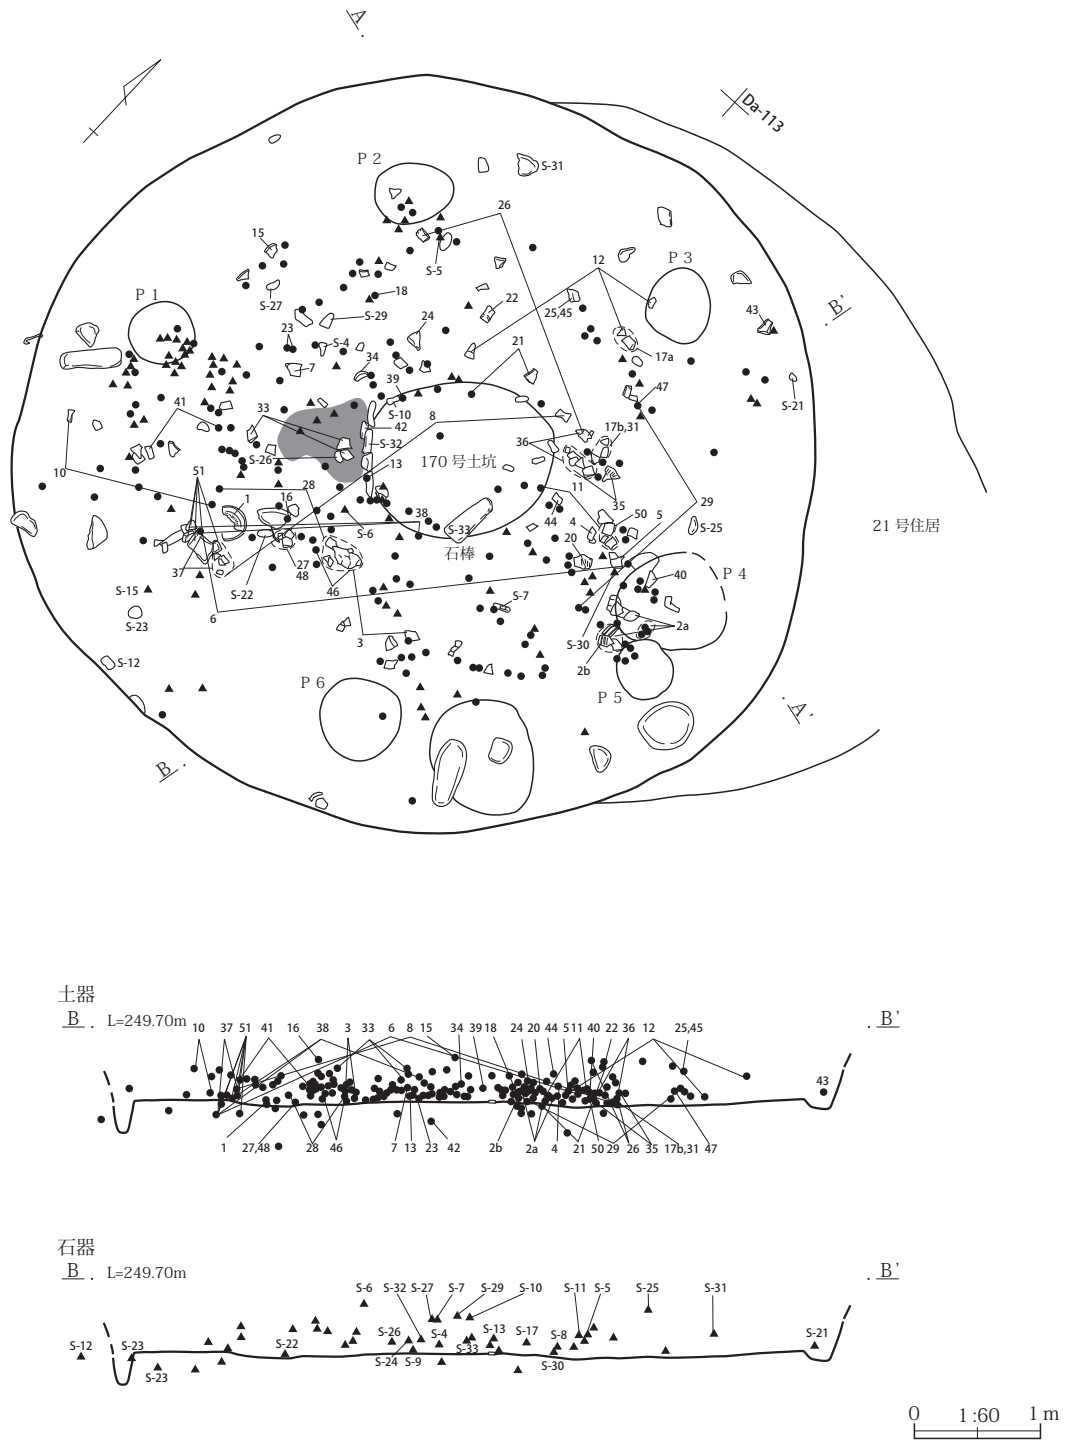 A
Da-113
P 2
S-31
26
15
S-5
12
P 3
B'
P 1
S-27
18
S-29
22
25,45
43
23
24
S-4
21
17a
34
7
39
47
S-21
41
33
S-10
8
42
17b,31
S-32
36
S-26
170 号土坑
13
10
51
28
11
35
29
1
16
38
44
4
50
5
S-25
S-6
S-33
21 号住居
石棒
20
37
27
48
P 4
40
S-15
S-22
46
S-7
S-23
6
2a
3
S-30
S-12
2b
P 6
P 5
A'
B
土器
B . L=249.70m
10 37 51 41 16 38 3 33 6 8 15 34 39 18 24 20 44 5 11 40 22 36 12 25,45
. B'
43
1 27,48 28 46 7 13 23 42 2b 2a 4 21 50 29 26 35 17b,31 47
石器
B . L=249.70m
. B'
S-6 S-32 S-27 S-7 S-29 S-10 S-11 S-5 S-25 S-31
S-12 S-23 S-22 S-26 S-4 S-13 S-17 S-8 S-21
S-33
S-23 S-24 S-9 S-30
0 1:60 1 m